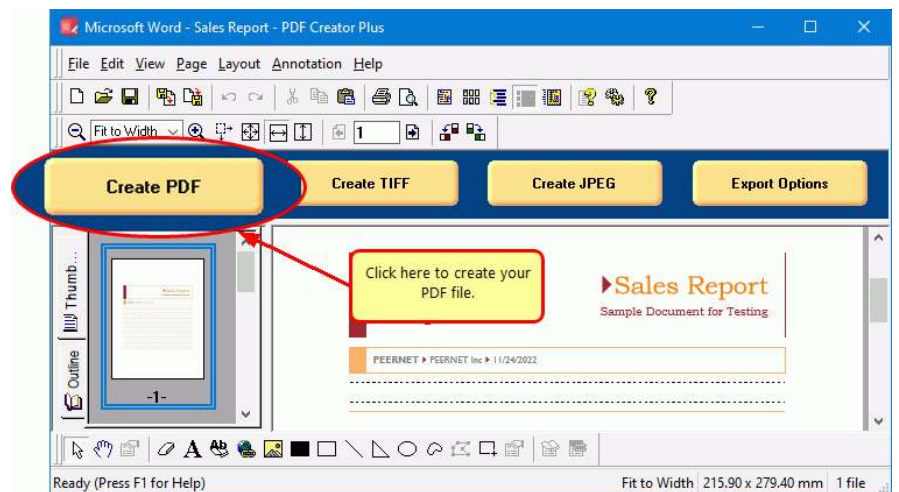 Microsoft Word - Sales Report - PDF Creator Plus
File Edit View Page Layout Annotation Help
Fit to Width 1
Create PDF Create TIFF Create JPEG Export Options
Thumb...
Outline
-1-
Click here to create your
PDF file.
Sales Report
Sample Document for Testing
PEERNET PEERNET Inc 11/24/2022
Ready (Press F1 for Help) Fit to Width 215.90 x 279.40 mm 1 file